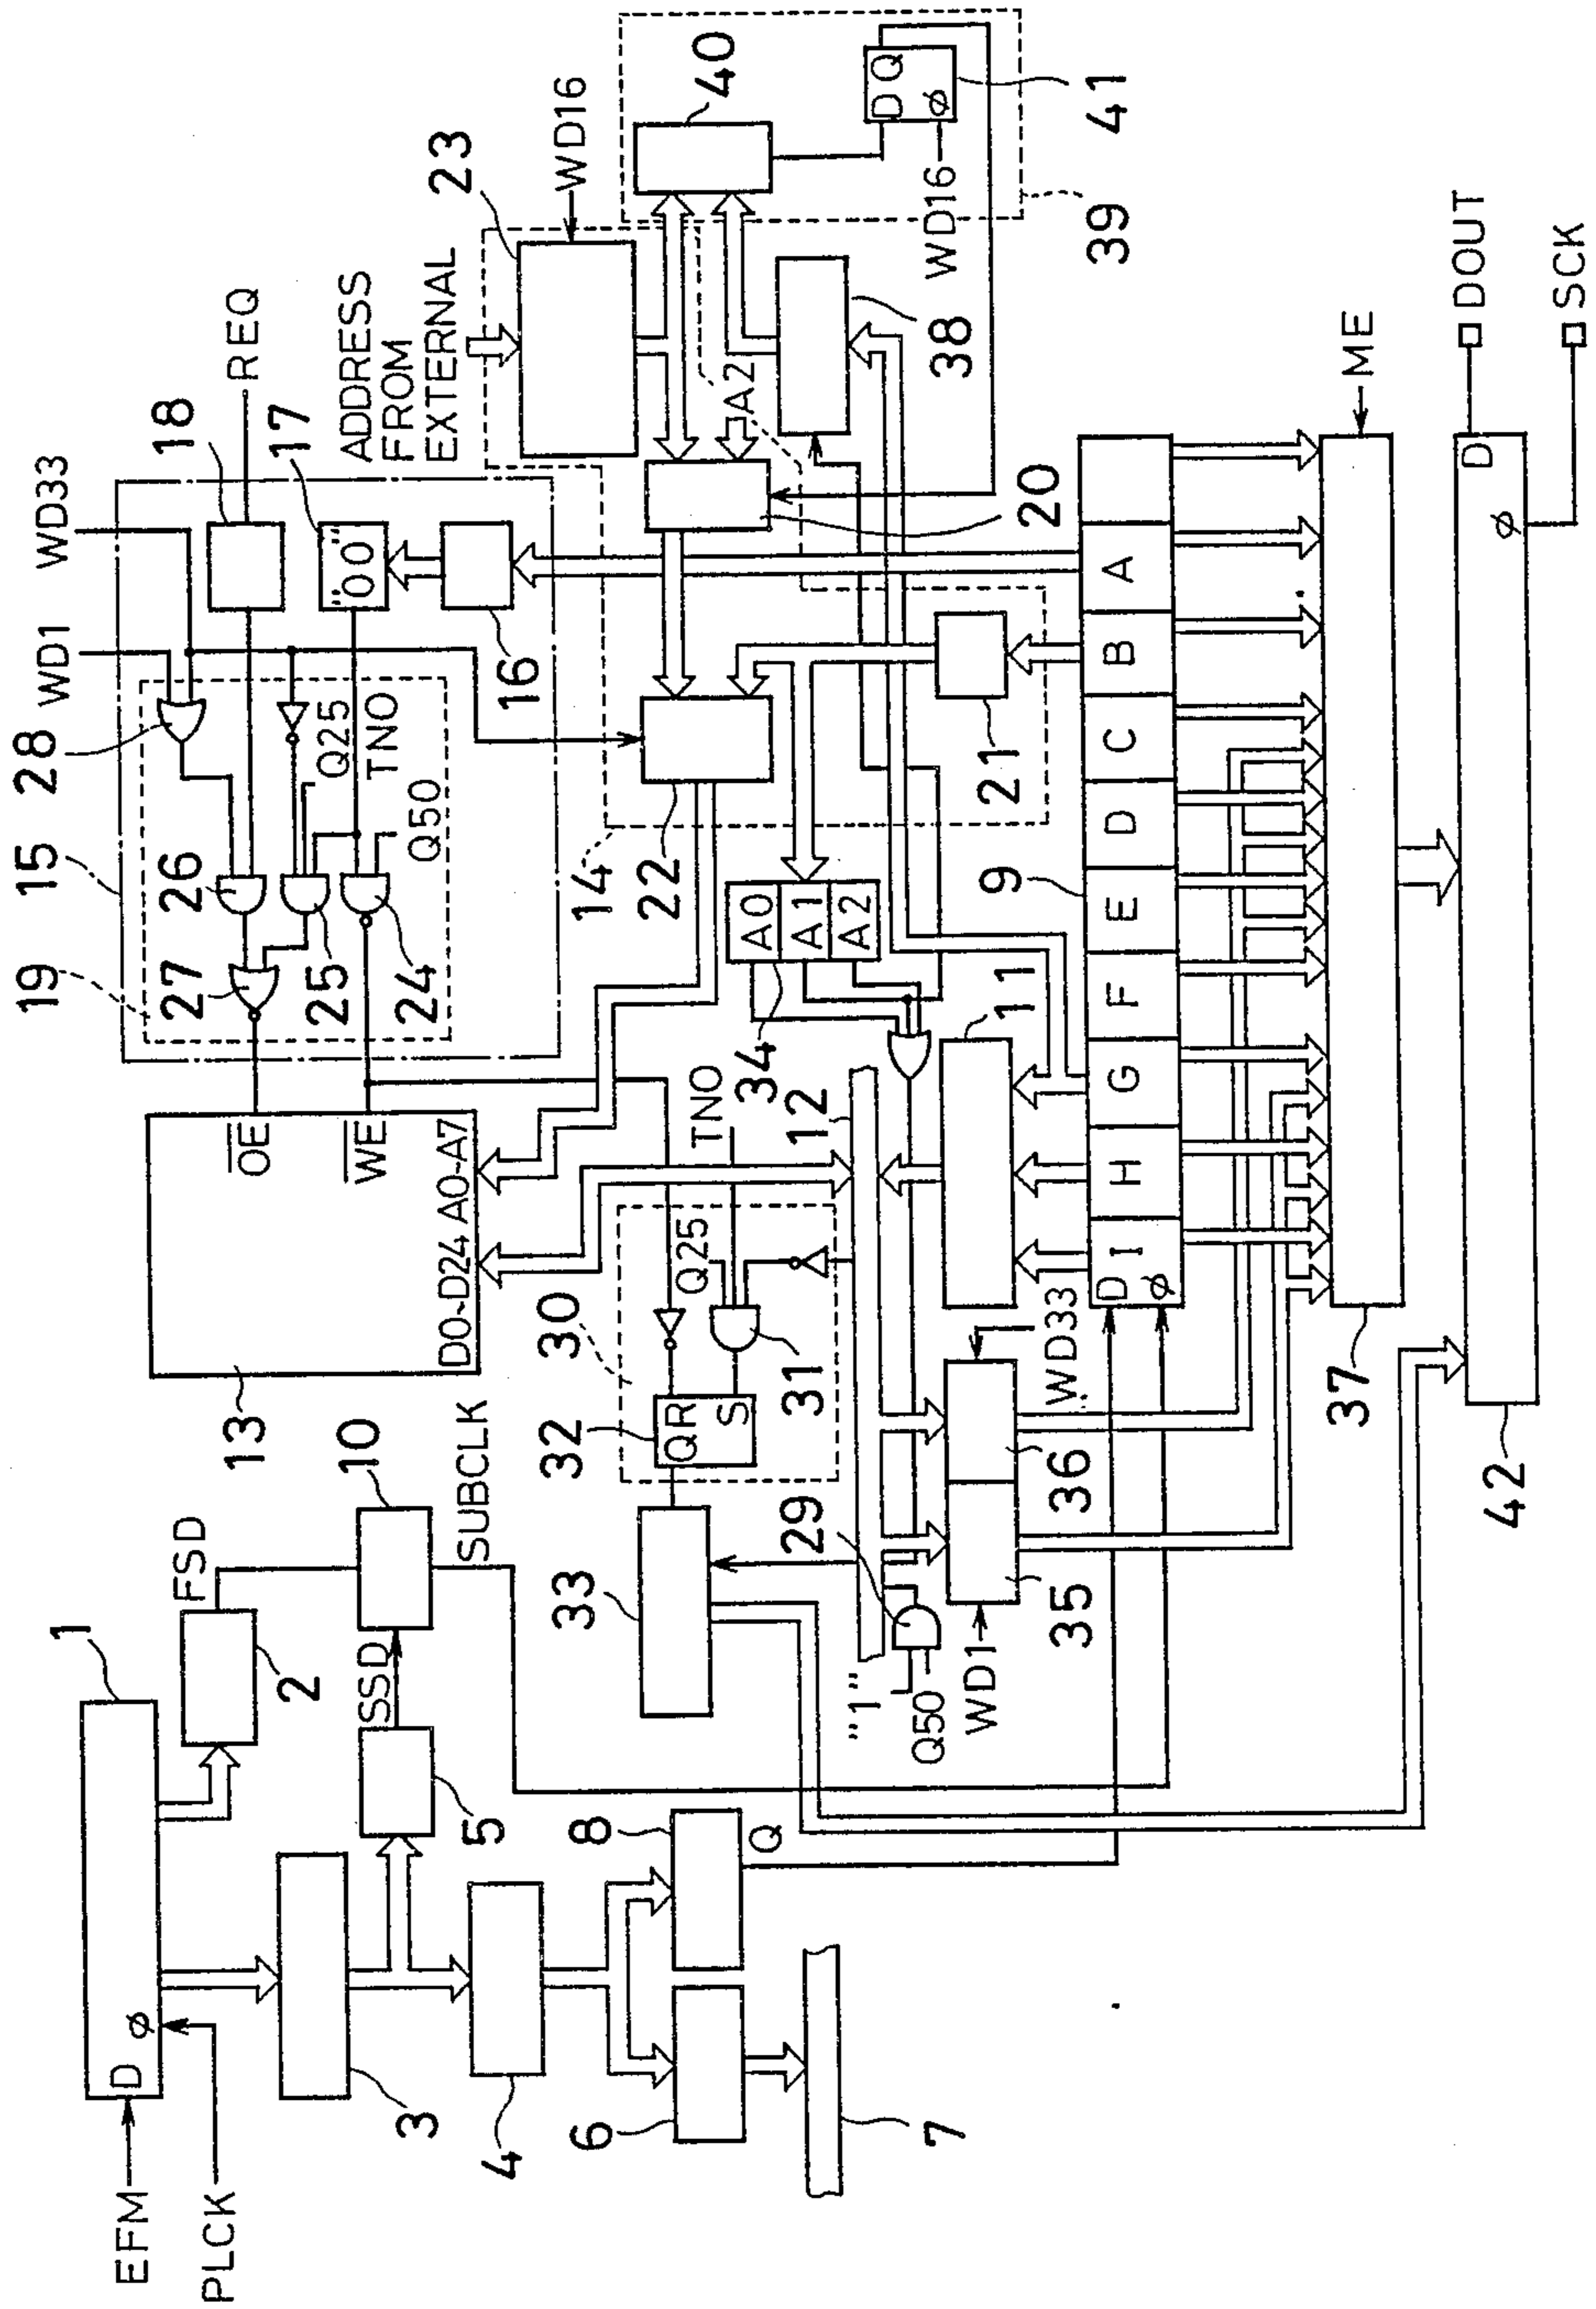 EFM
PLCK
D
ϕ
1
2
FSD
3
4
5
SSD
10
SUBCLK
6
7
8
Q
13
OE
WE
D0~D24
A0-A7
19
15
28
27
26
25
24
Q25
TNO
Q50
WD1
WD33
18
REQ
17
"00"
16
ADDRESS
FROM
EXTERNAL
23
WD16
40
D Q
ϕ
41
WD16
39
38
A2
20
22
14
21
A0
A1
A2
34
12
11
TNO
Q25
30
31
32
QR
S
33
29
"1"
Q50
WD1
35
36
WD33
9
D
ϕ
I
H
G
F
E
D
C
B
A
37
ME
42
D
ϕ
DOUT
SCK